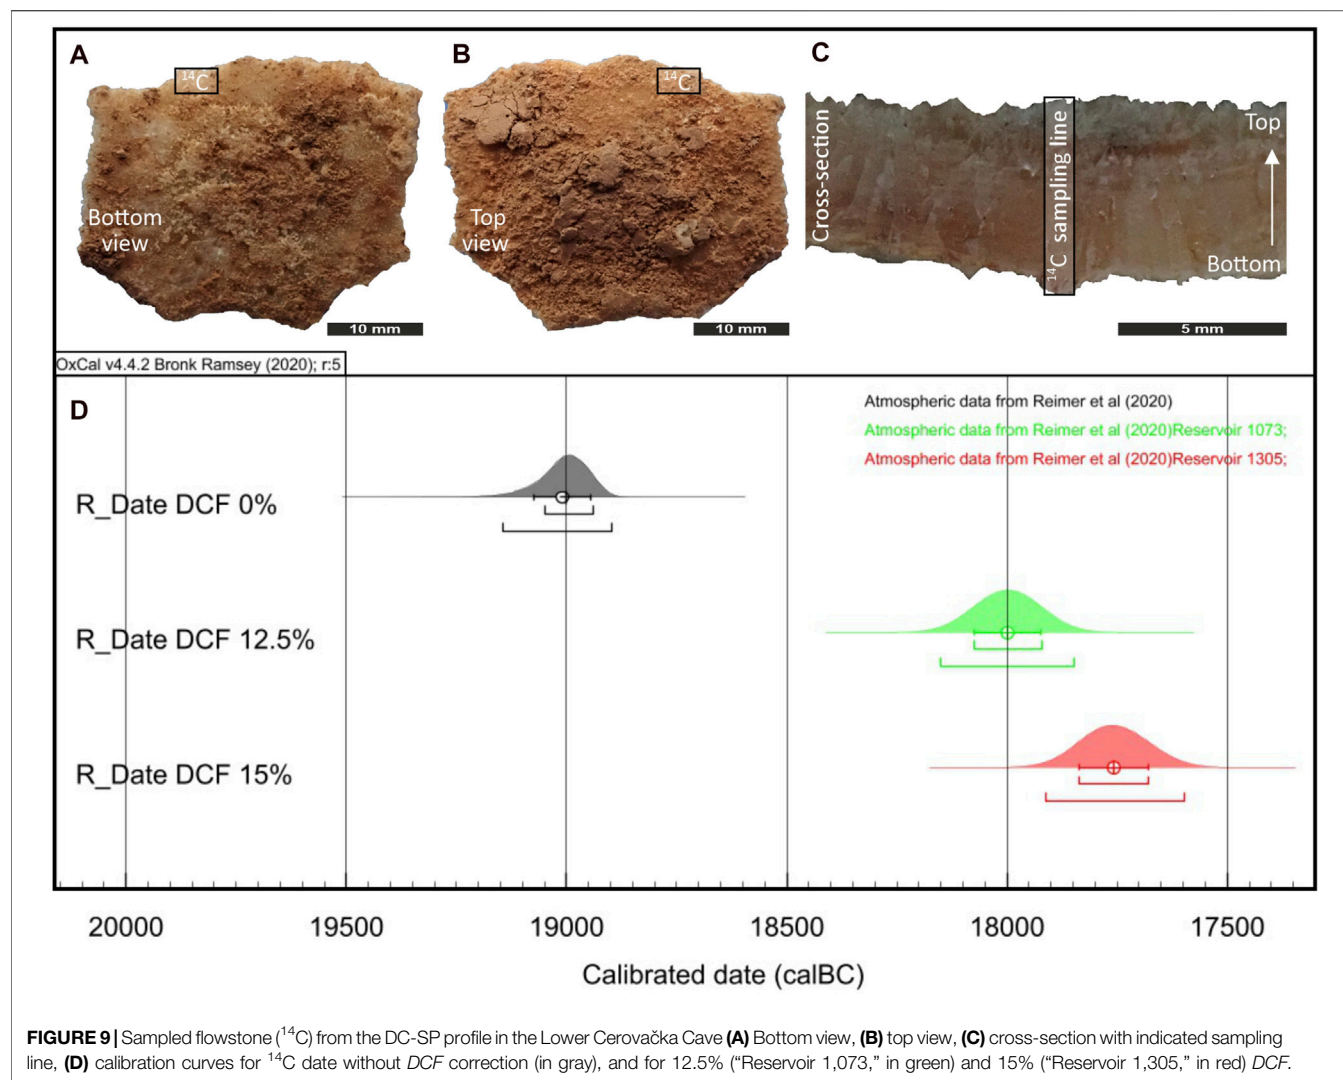 A
14C
Bottom
view
10 mm
B
14C
Top
view
10 mm
C
Cross-section
14C sampling line
Top
Bottom
5 mm
OxCal v4.4.2 Bronk Ramsey (2020); r:5
D
Atmospheric data from Reimer et al (2020)
Atmospheric data from Reimer et al (2020)Reservoir 1073;
Atmospheric data from Reimer et al (2020)Reservoir 1305;
R_Date DCF 0%
R_Date DCF 12.5%
R_Date DCF 15%
20000 19500 19000 18500 18000 17500
Calibrated date (calBC)
FIGURE 9 | Sampled flowstone (14C) from the DC-SP profile in the Lower Cerovačka Cave (A) Bottom view, (B) top view, (C) cross-section with indicated sampling
line, (D) calibration curves for 14C date without DCF correction (in gray), and for 12.5% (“Reservoir 1,073,” in green) and 15% (“Reservoir 1,305,” in red) DCF.